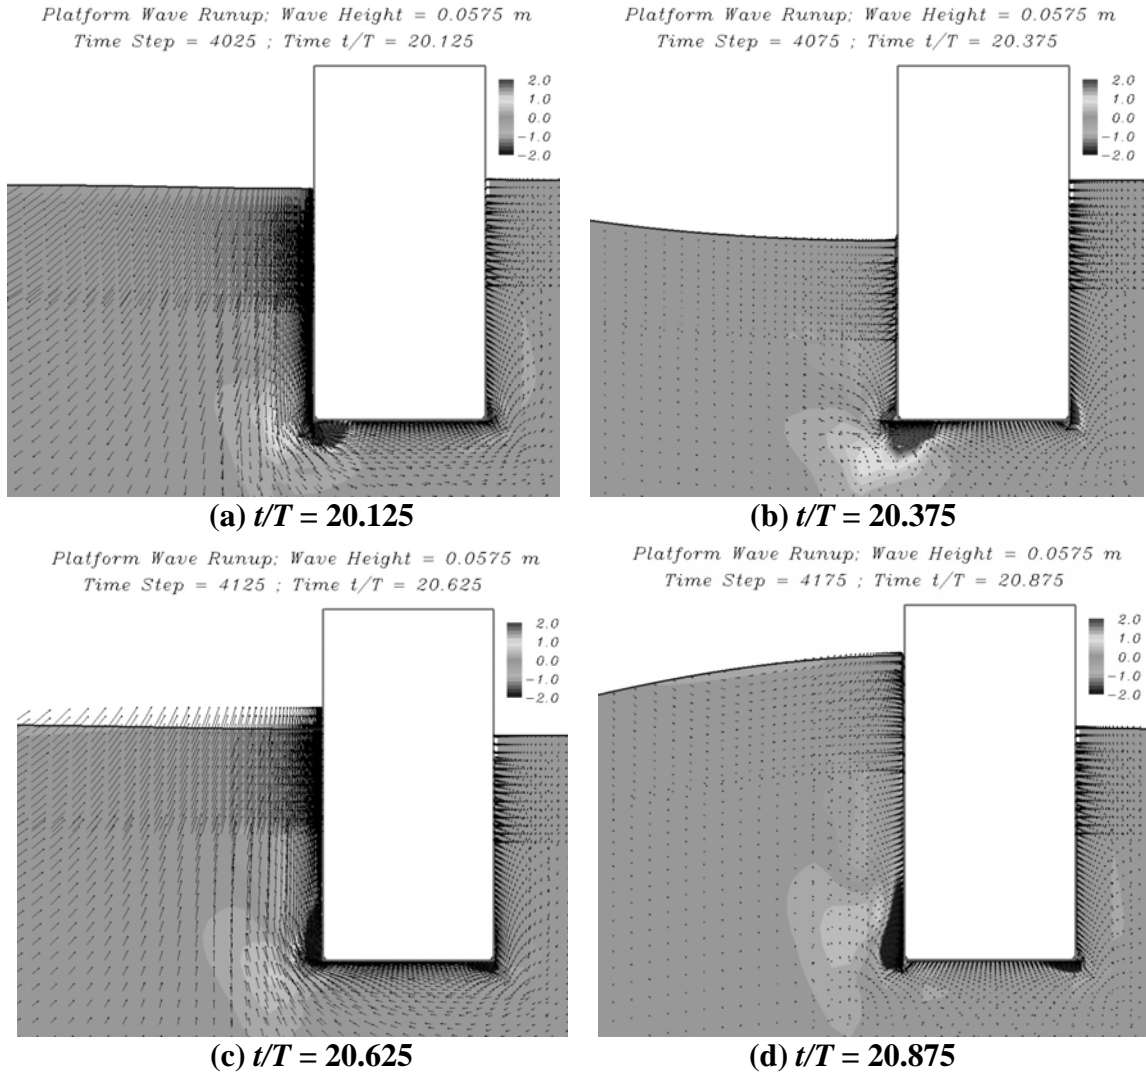 Platform Wave Runup; Wave Height = 0.0575 m
Time Step = 4025 ; Time t/T = 20.125
2.0
1.0
0.0
-1.0
-2.0
(a) t/T = 20.125
Platform Wave Runup; Wave Height = 0.0575 m
Time Step = 4075 ; Time t/T = 20.375
2.0
1.0
0.0
-1.0
-2.0
(b) t/T = 20.375
Platform Wave Runup; Wave Height = 0.0575 m
Time Step = 4125 ; Time t/T = 20.625
2.0
1.0
0.0
-1.0
-2.0
(c) t/T = 20.625
Platform Wave Runup; Wave Height = 0.0575 m
Time Step = 4175 ; Time t/T = 20.875
2.0
1.0
0.0
-1.0
-2.0
(d) t/T = 20.875